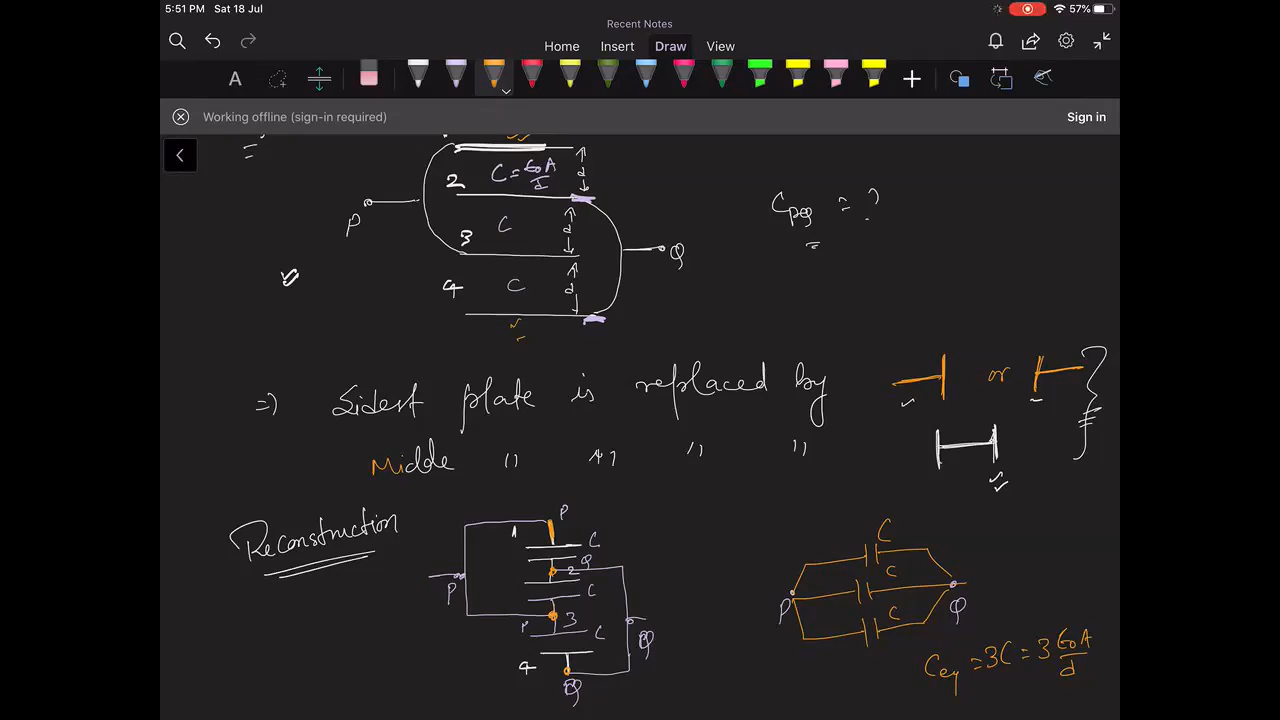 5:51 PM Sat 18 Jul
57%
Recent Notes
Home Insert Draw View
A
Working offline (sign-in required)
Sign in
=
2 C = ε₀A/d d
P
3 C d
Q
4 C d
C_PQ = ?
⇒ Sidest plate is replaced by or
Middle " " " "
Reconstruction
P
1 C
Q
2
P C
3
P C
Q
4
Q
C
C
P Q
C
C_eq = 3C = 3 ε₀A/d